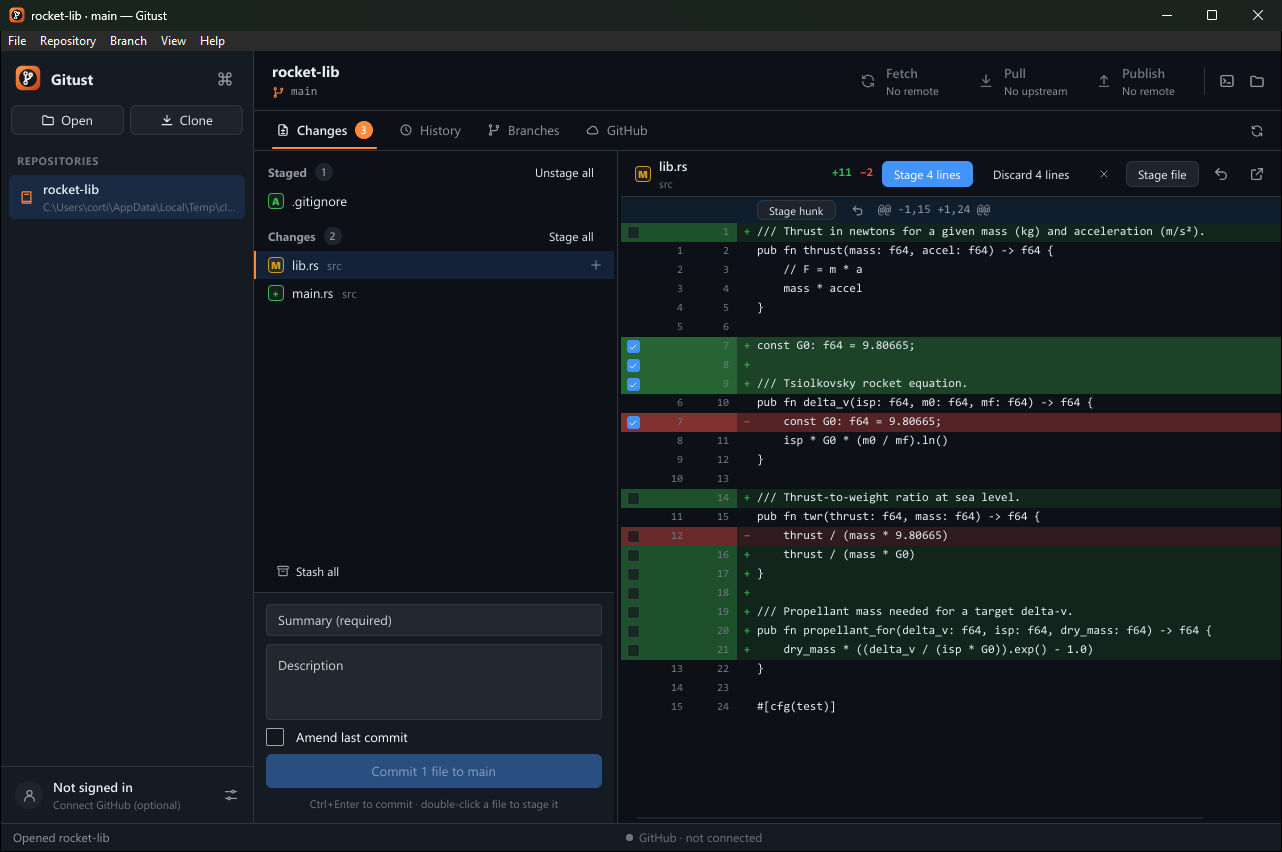 rocket-lib · main — Gitust
File Repository Branch View Help
Gitust
Open Clone
REPOSITORIES
rocket-lib
C:\Users\corti\AppData\Local\Temp\cl...
Not signed in
Connect GitHub (optional)
Opened rocket-lib
rocket-lib
main
Fetch
No remote
Pull
No upstream
Publish
No remote
Changes 3 History Branches GitHub
Staged 1 Unstage all
A .gitignore
Changes 2 Stage all
M lib.rs src +
+ main.rs src
Stash all
Summary (required)
Description
Amend last commit
Commit 1 file to main
Ctrl+Enter to commit · double-click a file to stage it
M lib.rs
src
+11 −2 Stage 4 lines Discard 4 lines × Stage file
Stage hunk @@ -1,15 +1,24 @@
1 + /// Thrust in newtons for a given mass (kg) and acceleration (m/s²).
1 2 pub fn thrust(mass: f64, accel: f64) -> f64 {
2 3 // F = m * a
3 4 mass * accel
4 5 }
5 6
7 + const G0: f64 = 9.80665;
8 +
9 + /// Tsiolkovsky rocket equation.
6 10 pub fn delta_v(isp: f64, m0: f64, mf: f64) -> f64 {
7 − const G0: f64 = 9.80665;
8 11 isp * G0 * (m0 / mf).ln()
9 12 }
10 13
14 + /// Thrust-to-weight ratio at sea level.
11 15 pub fn twr(thrust: f64, mass: f64) -> f64 {
12 − thrust / (mass * 9.80665)
16 + thrust / (mass * G0)
17 + }
18 +
19 + /// Propellant mass needed for a target delta-v.
20 + pub fn propellant_for(delta_v: f64, isp: f64, dry_mass: f64) -> f64 {
21 + dry_mass * ((delta_v / (isp * G0)).exp() - 1.0)
13 22 }
14 23
15 24 #[cfg(test)]
GitHub · not connected